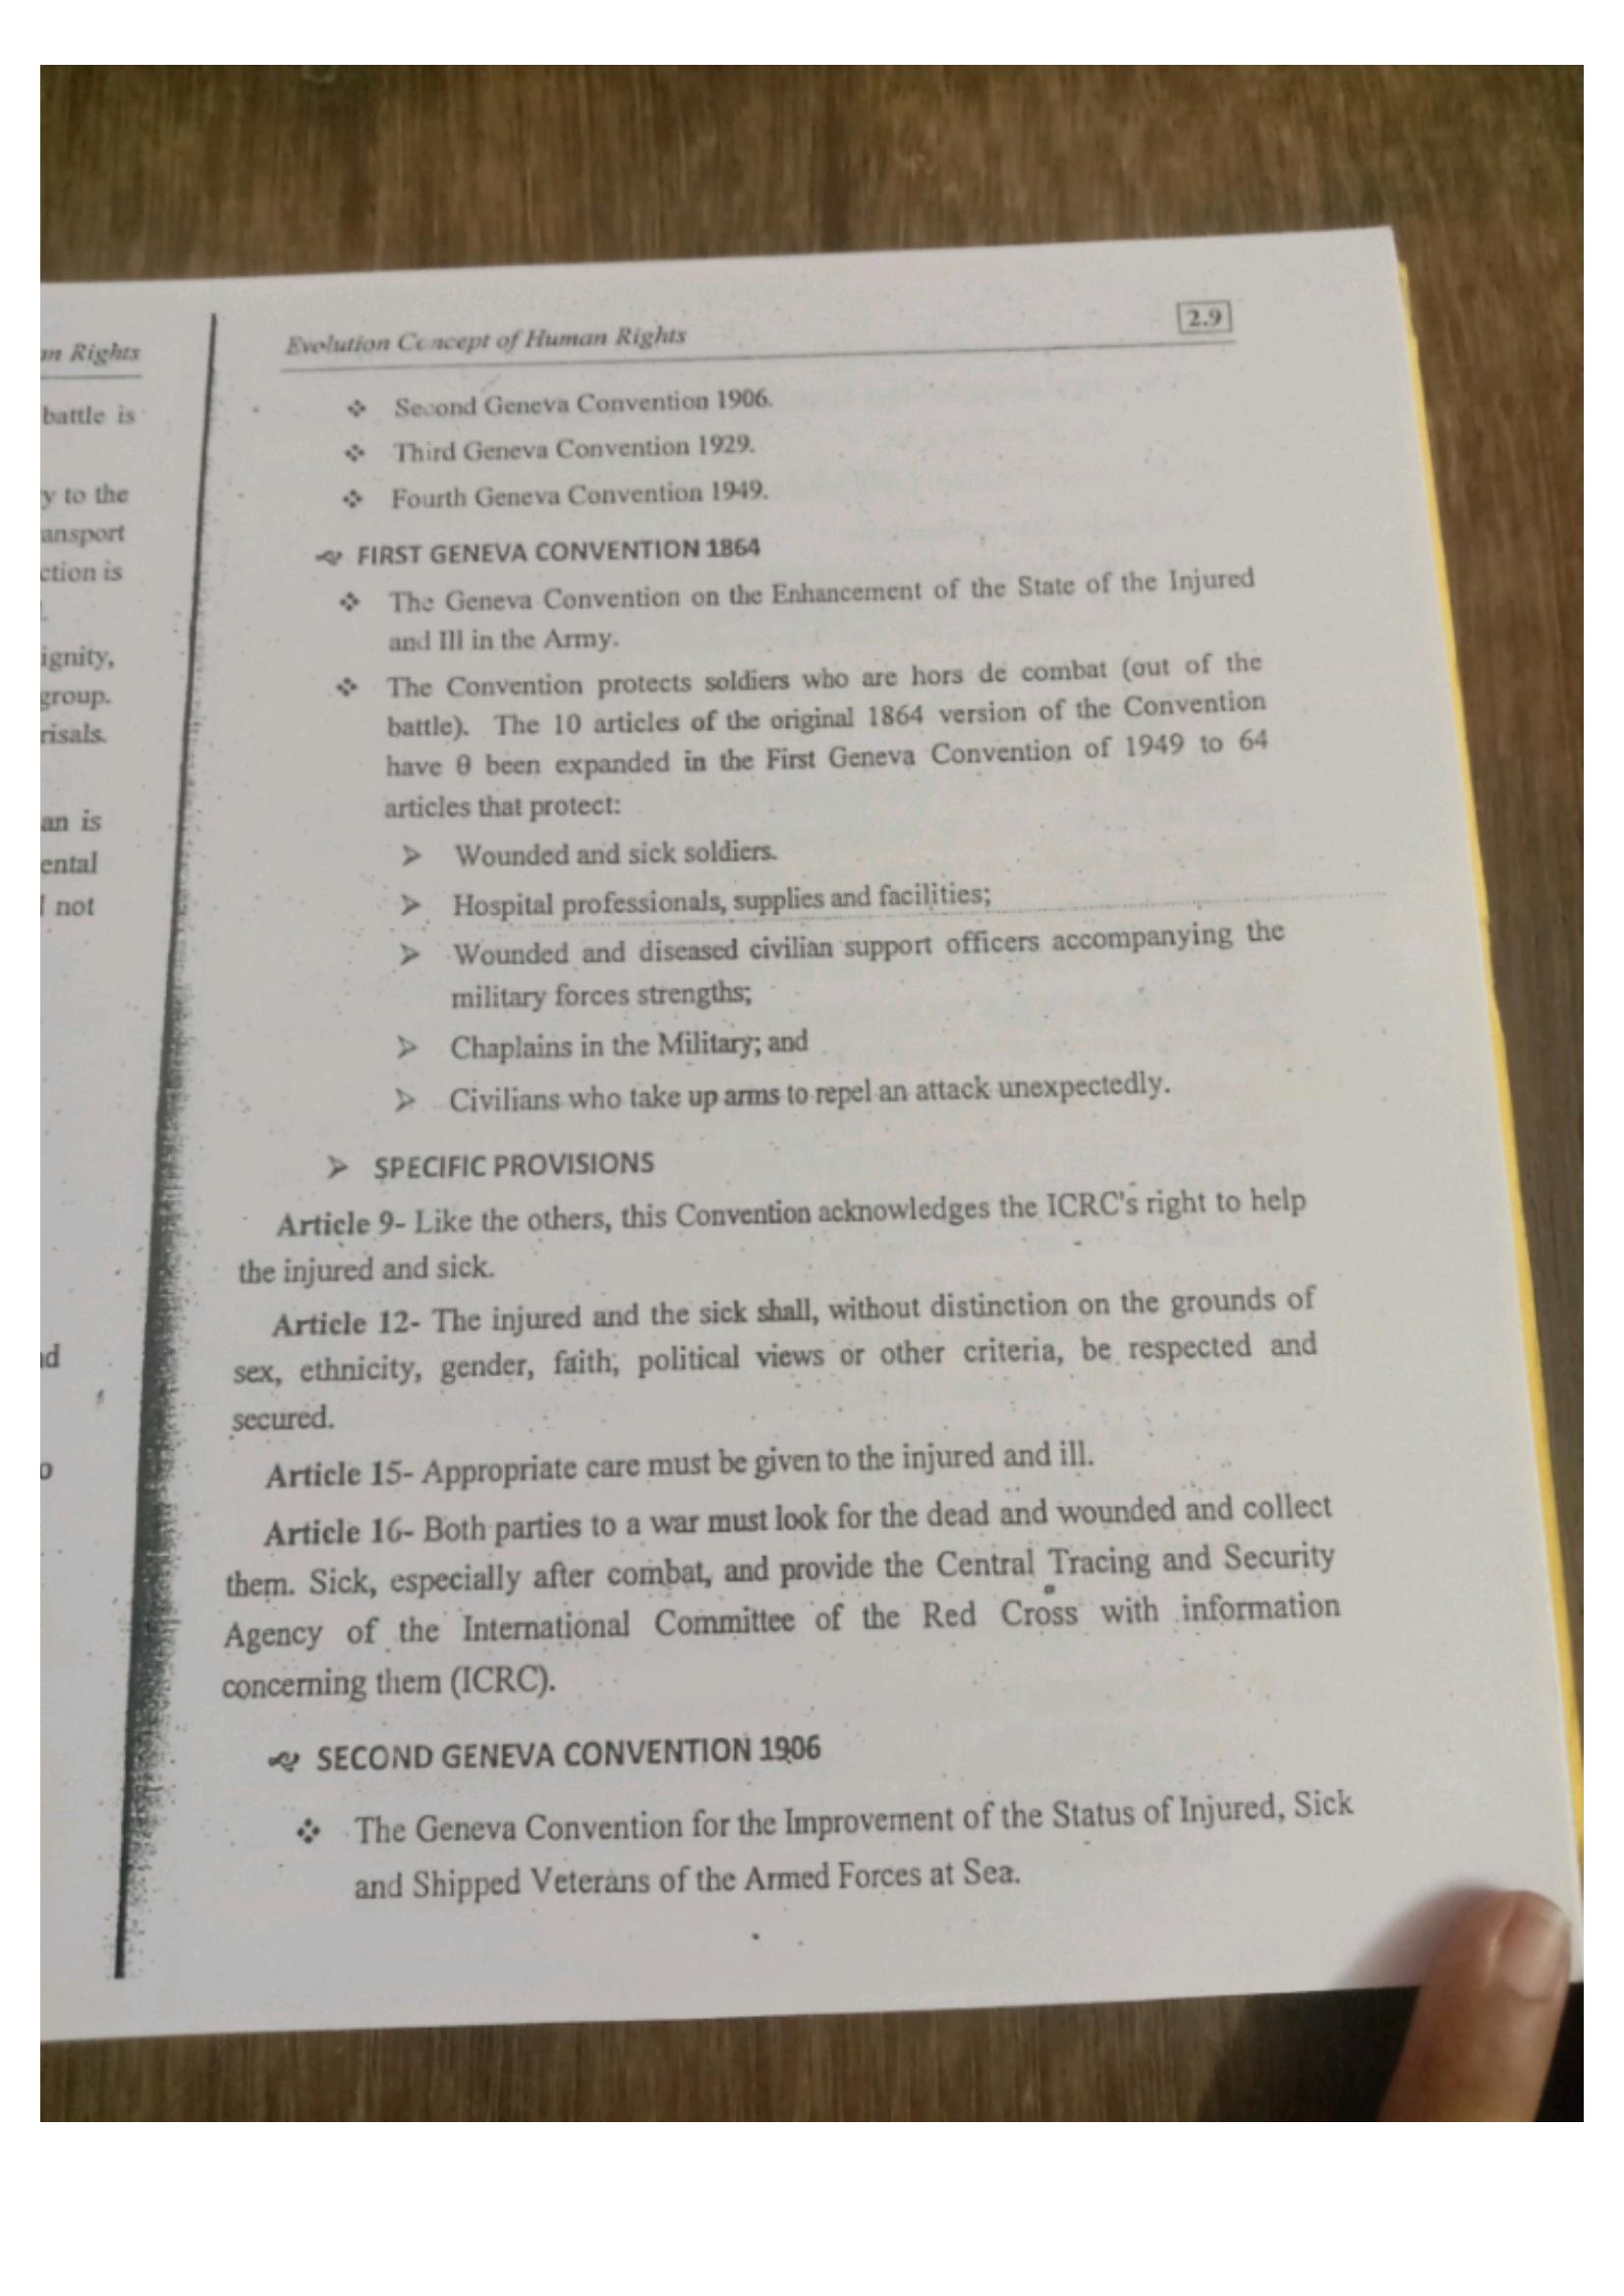 an Rights
battle is
y to the
ansport
ction is
ignity,
group.
risals.
an is
ental
not
Evolution Concept of Human Rights
2.9
❖ Second Geneva Convention 1906.
❖ Third Geneva Convention 1929.
❖ Fourth Geneva Convention 1949.
FIRST GENEVA CONVENTION 1864
❖ The Geneva Convention on the Enhancement of the State of the Injured
and Ill in the Army.
❖ The Convention protects soldiers who are hors de combat (out of the
battle). The 10 articles of the original 1864 version of the Convention
have θ been expanded in the First Geneva Convention of 1949 to 64
articles that protect:
➢ Wounded and sick soldiers.
➢ Hospital professionals, supplies and facilities;
➢ Wounded and diseased civilian support officers accompanying the
military forces strengths;
➢ Chaplains in the Military; and
➢ Civilians who take up arms to repel an attack unexpectedly.
➢ SPECIFIC PROVISIONS
Article 9- Like the others, this Convention acknowledges the ICRC's right to help
the injured and sick.
Article 12- The injured and the sick shall, without distinction on the grounds of
sex, ethnicity, gender, faith, political views or other criteria, be respected and
secured.
Article 15- Appropriate care must be given to the injured and ill.
Article 16- Both parties to a war must look for the dead and wounded and collect
them. Sick, especially after combat, and provide the Central Tracing and Security
Agency of the International Committee of the Red Cross with information
concerning them (ICRC).
SECOND GENEVA CONVENTION 1906
❖ The Geneva Convention for the Improvement of the Status of Injured, Sick
and Shipped Veterans of the Armed Forces at Sea.